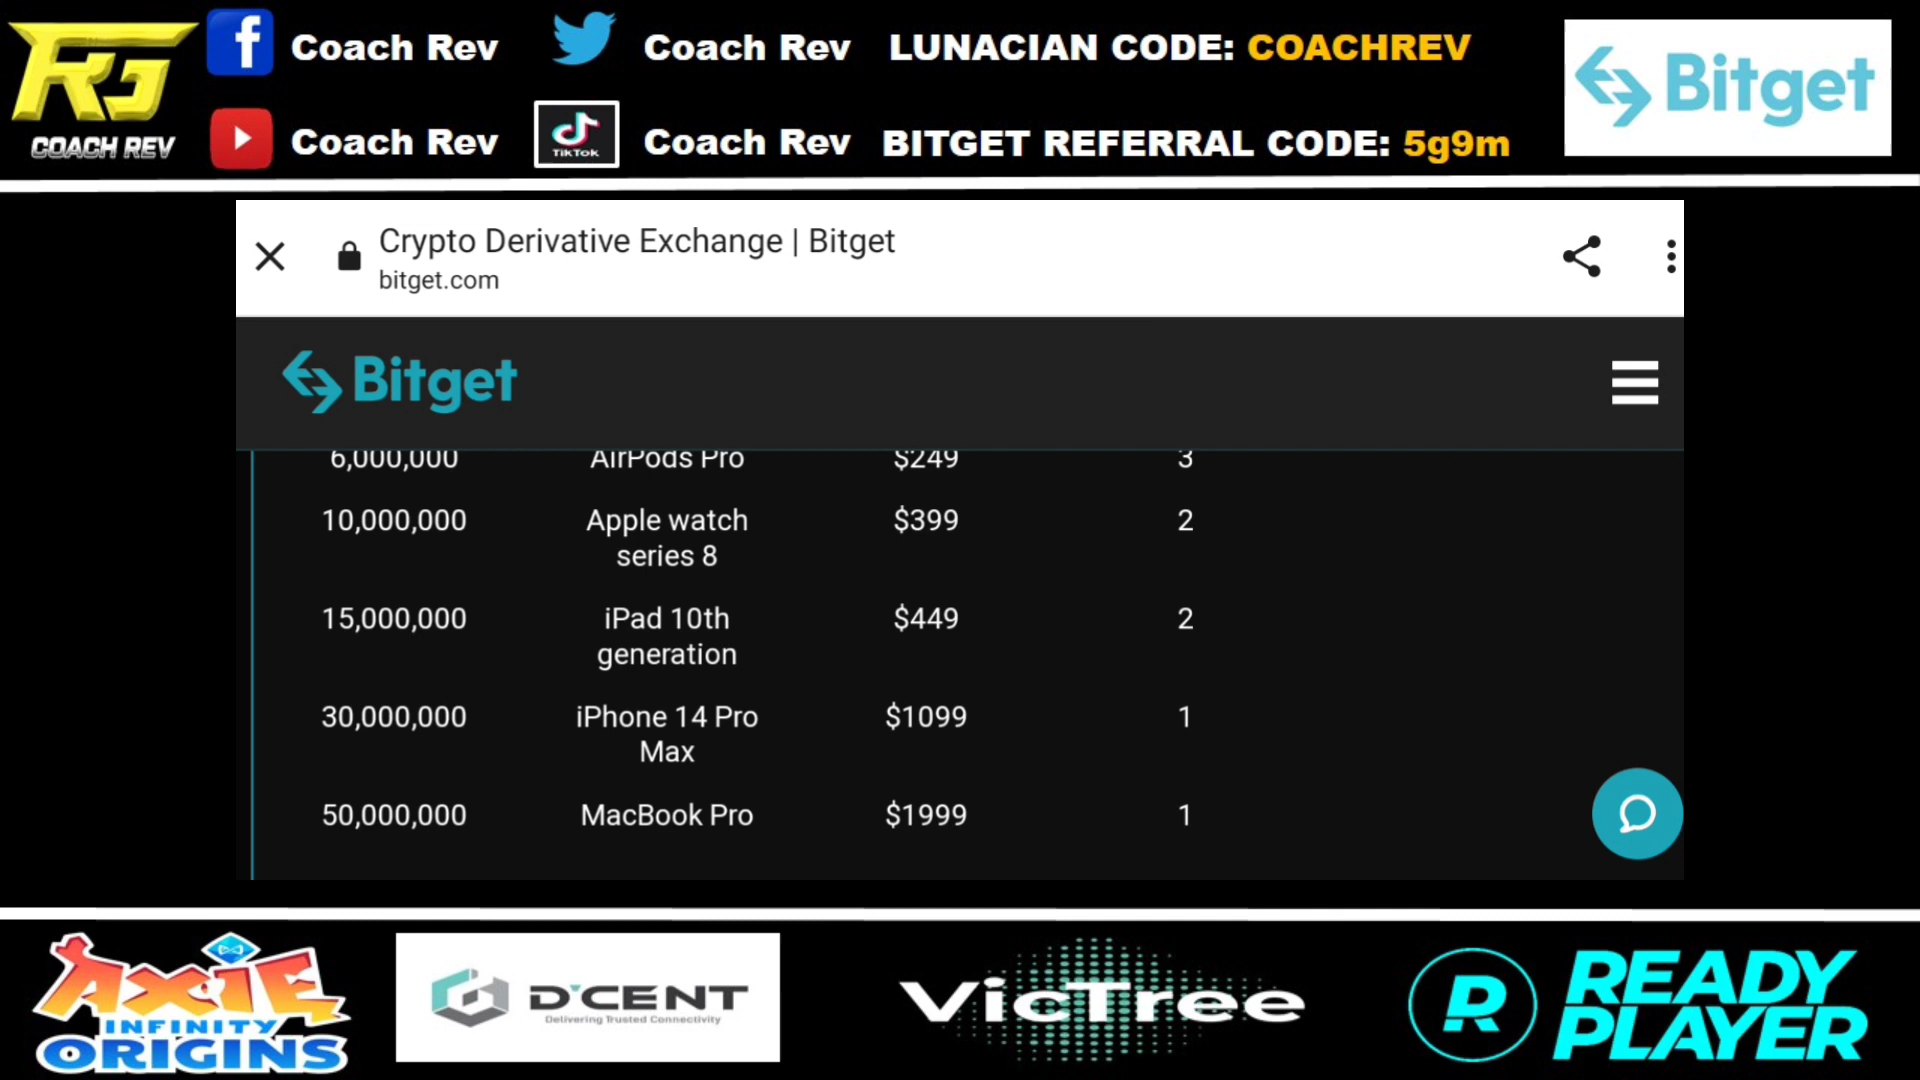 RG
COACH REV
f Coach Rev
Coach Rev
LUNACIAN CODE: COACHREV
Coach Rev
TikTok
Coach Rev
BITGET REFERRAL CODE: 5g9m
Bitget
Crypto Derivative Exchange | Bitget
bitget.com
Bitget
6,000,000 AirPods Pro $249 3
10,000,000 Apple watch $399 2
series 8
15,000,000 iPad 10th $449 2
generation
30,000,000 iPhone 14 Pro $1099 1
Max
50,000,000 MacBook Pro $1999 1
AXIE
INFINITY
ORIGINS
D'CENT
Delivering Trusted Connectivity
VicTree
R READY
PLAYER